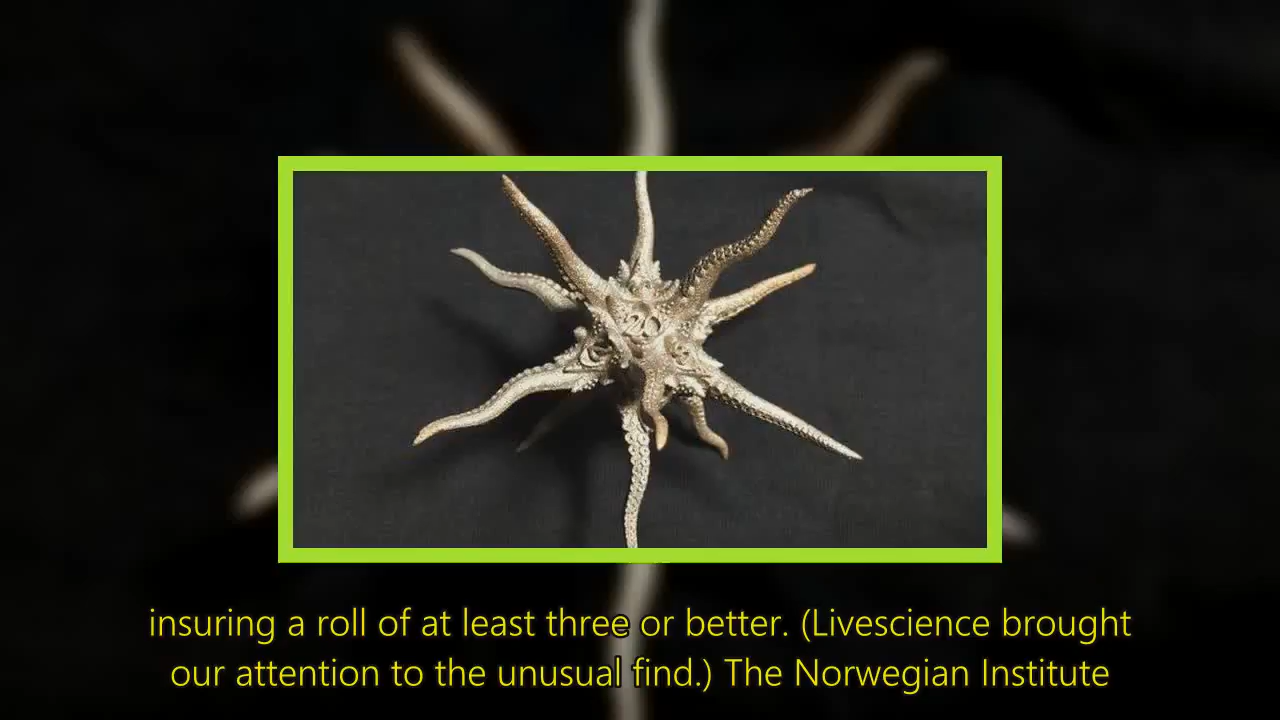 20
insuring a roll of at least three or better. (Livescience brought
our attention to the unusual find.) The Norwegian Institute